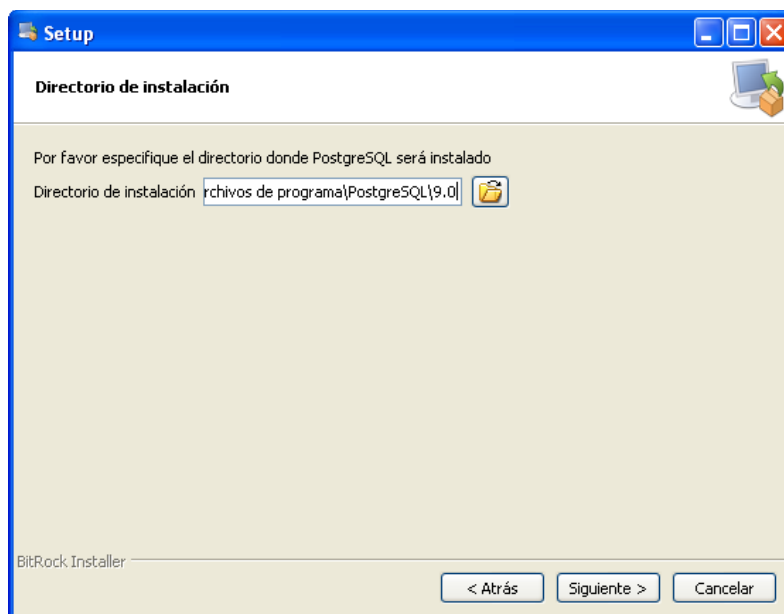 Setup
Directorio de instalación
Por favor especifique el directorio donde PostgreSQL será instalado
Directorio de instalación rchivos de programa\PostgreSQL\9.0
BitRock Installer
< Atrás Siguiente > Cancelar